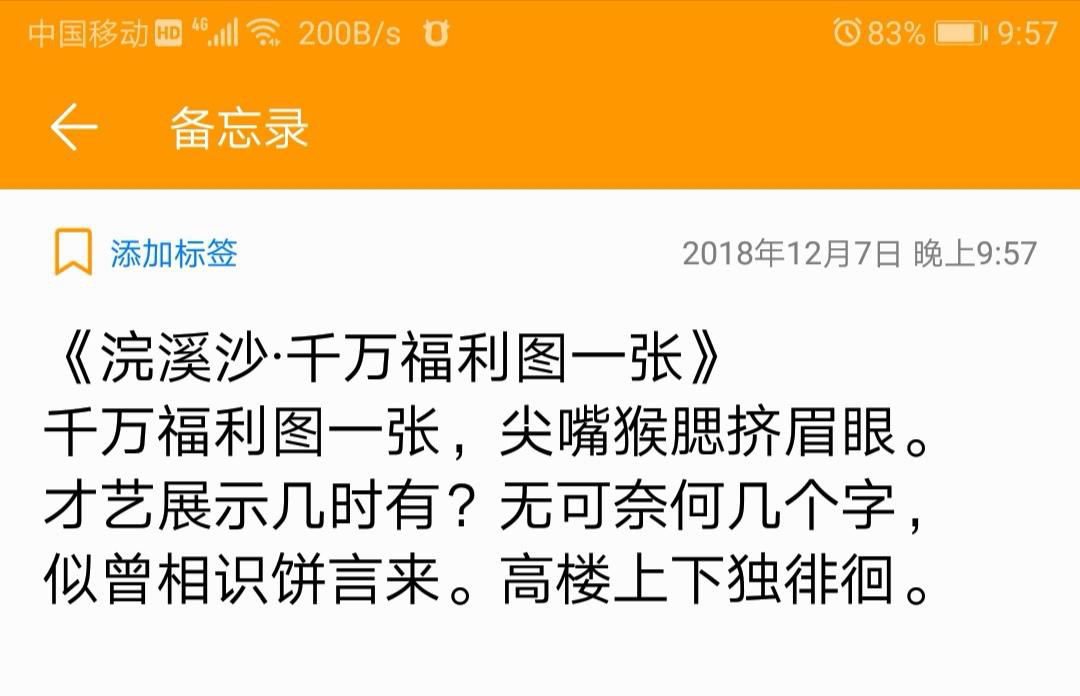 中国移动 HD 4G 200B/s 83% 9:57
备忘录
添加标签 2018年12月7日 晚上9:57
《浣溪沙·千万福利图一张》
千万福利图一张，尖嘴猴腮挤眉眼。
才艺展示几时有？无可奈何几个字，
似曾相识饼言来。高楼上下独徘徊。